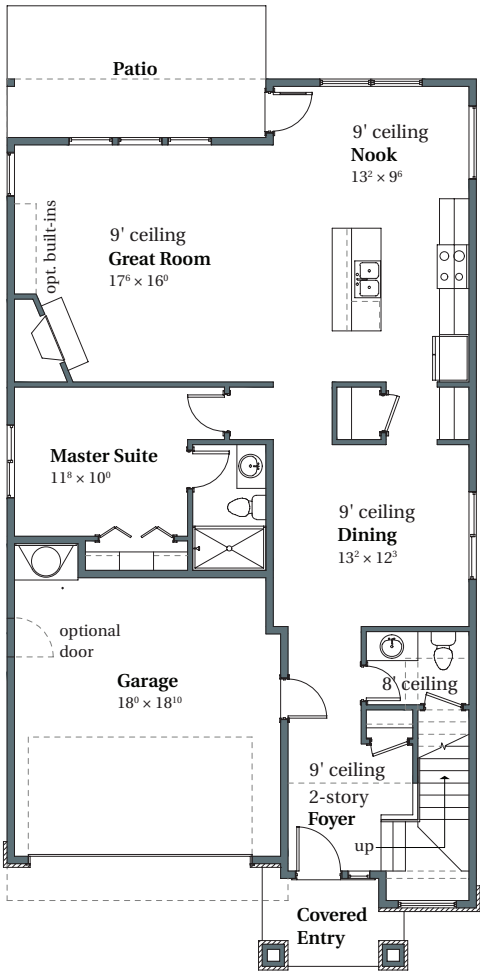 Patio
9' ceiling
Nook
13² × 9⁶
opt. built-ins
9' ceiling
Great Room
17⁶ × 16⁰
Master Suite
11⁸ × 10⁰
9' ceiling
Dining
13² × 12³
optional
door
8' ceiling
Garage
18⁰ × 18¹⁰
9' ceiling
2-story
Foyer
up
Covered
Entry